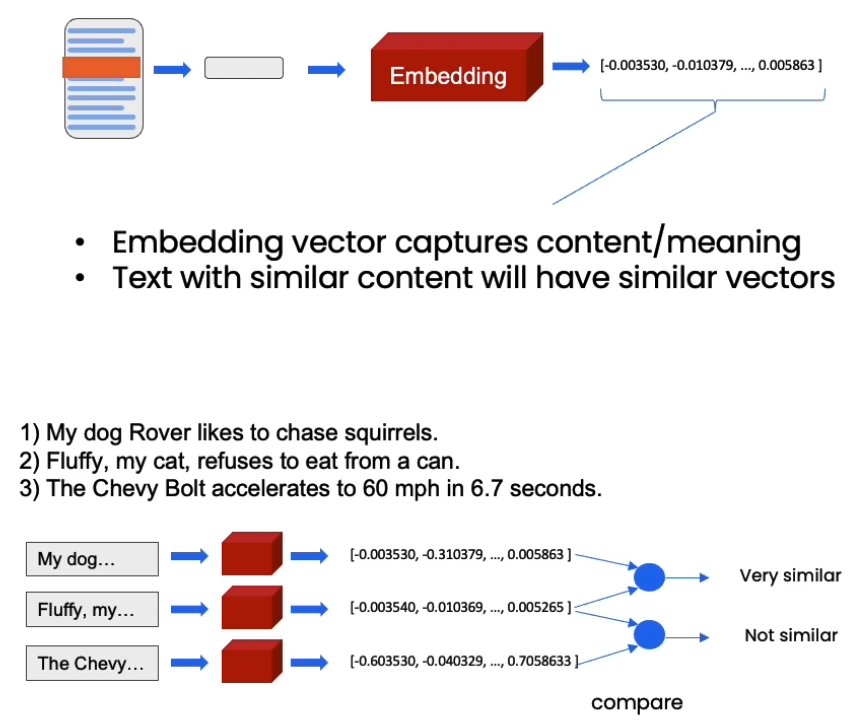 Embedding
[-0.003530, -0.010379, ..., 0.005863 ]
• Embedding vector captures content/meaning
• Text with similar content will have similar vectors
1) My dog Rover likes to chase squirrels.
2) Fluffy, my cat, refuses to eat from a can.
3) The Chevy Bolt accelerates to 60 mph in 6.7 seconds.
My dog...
[-0.003530, -0.310379, ..., 0.005863 ]
Very similar
Fluffy, my...
[-0.003540, -0.010369, ..., 0.005265 ]
Not similar
The Chevy...
[-0.603530, -0.040329, ..., 0.7058633 ]
compare